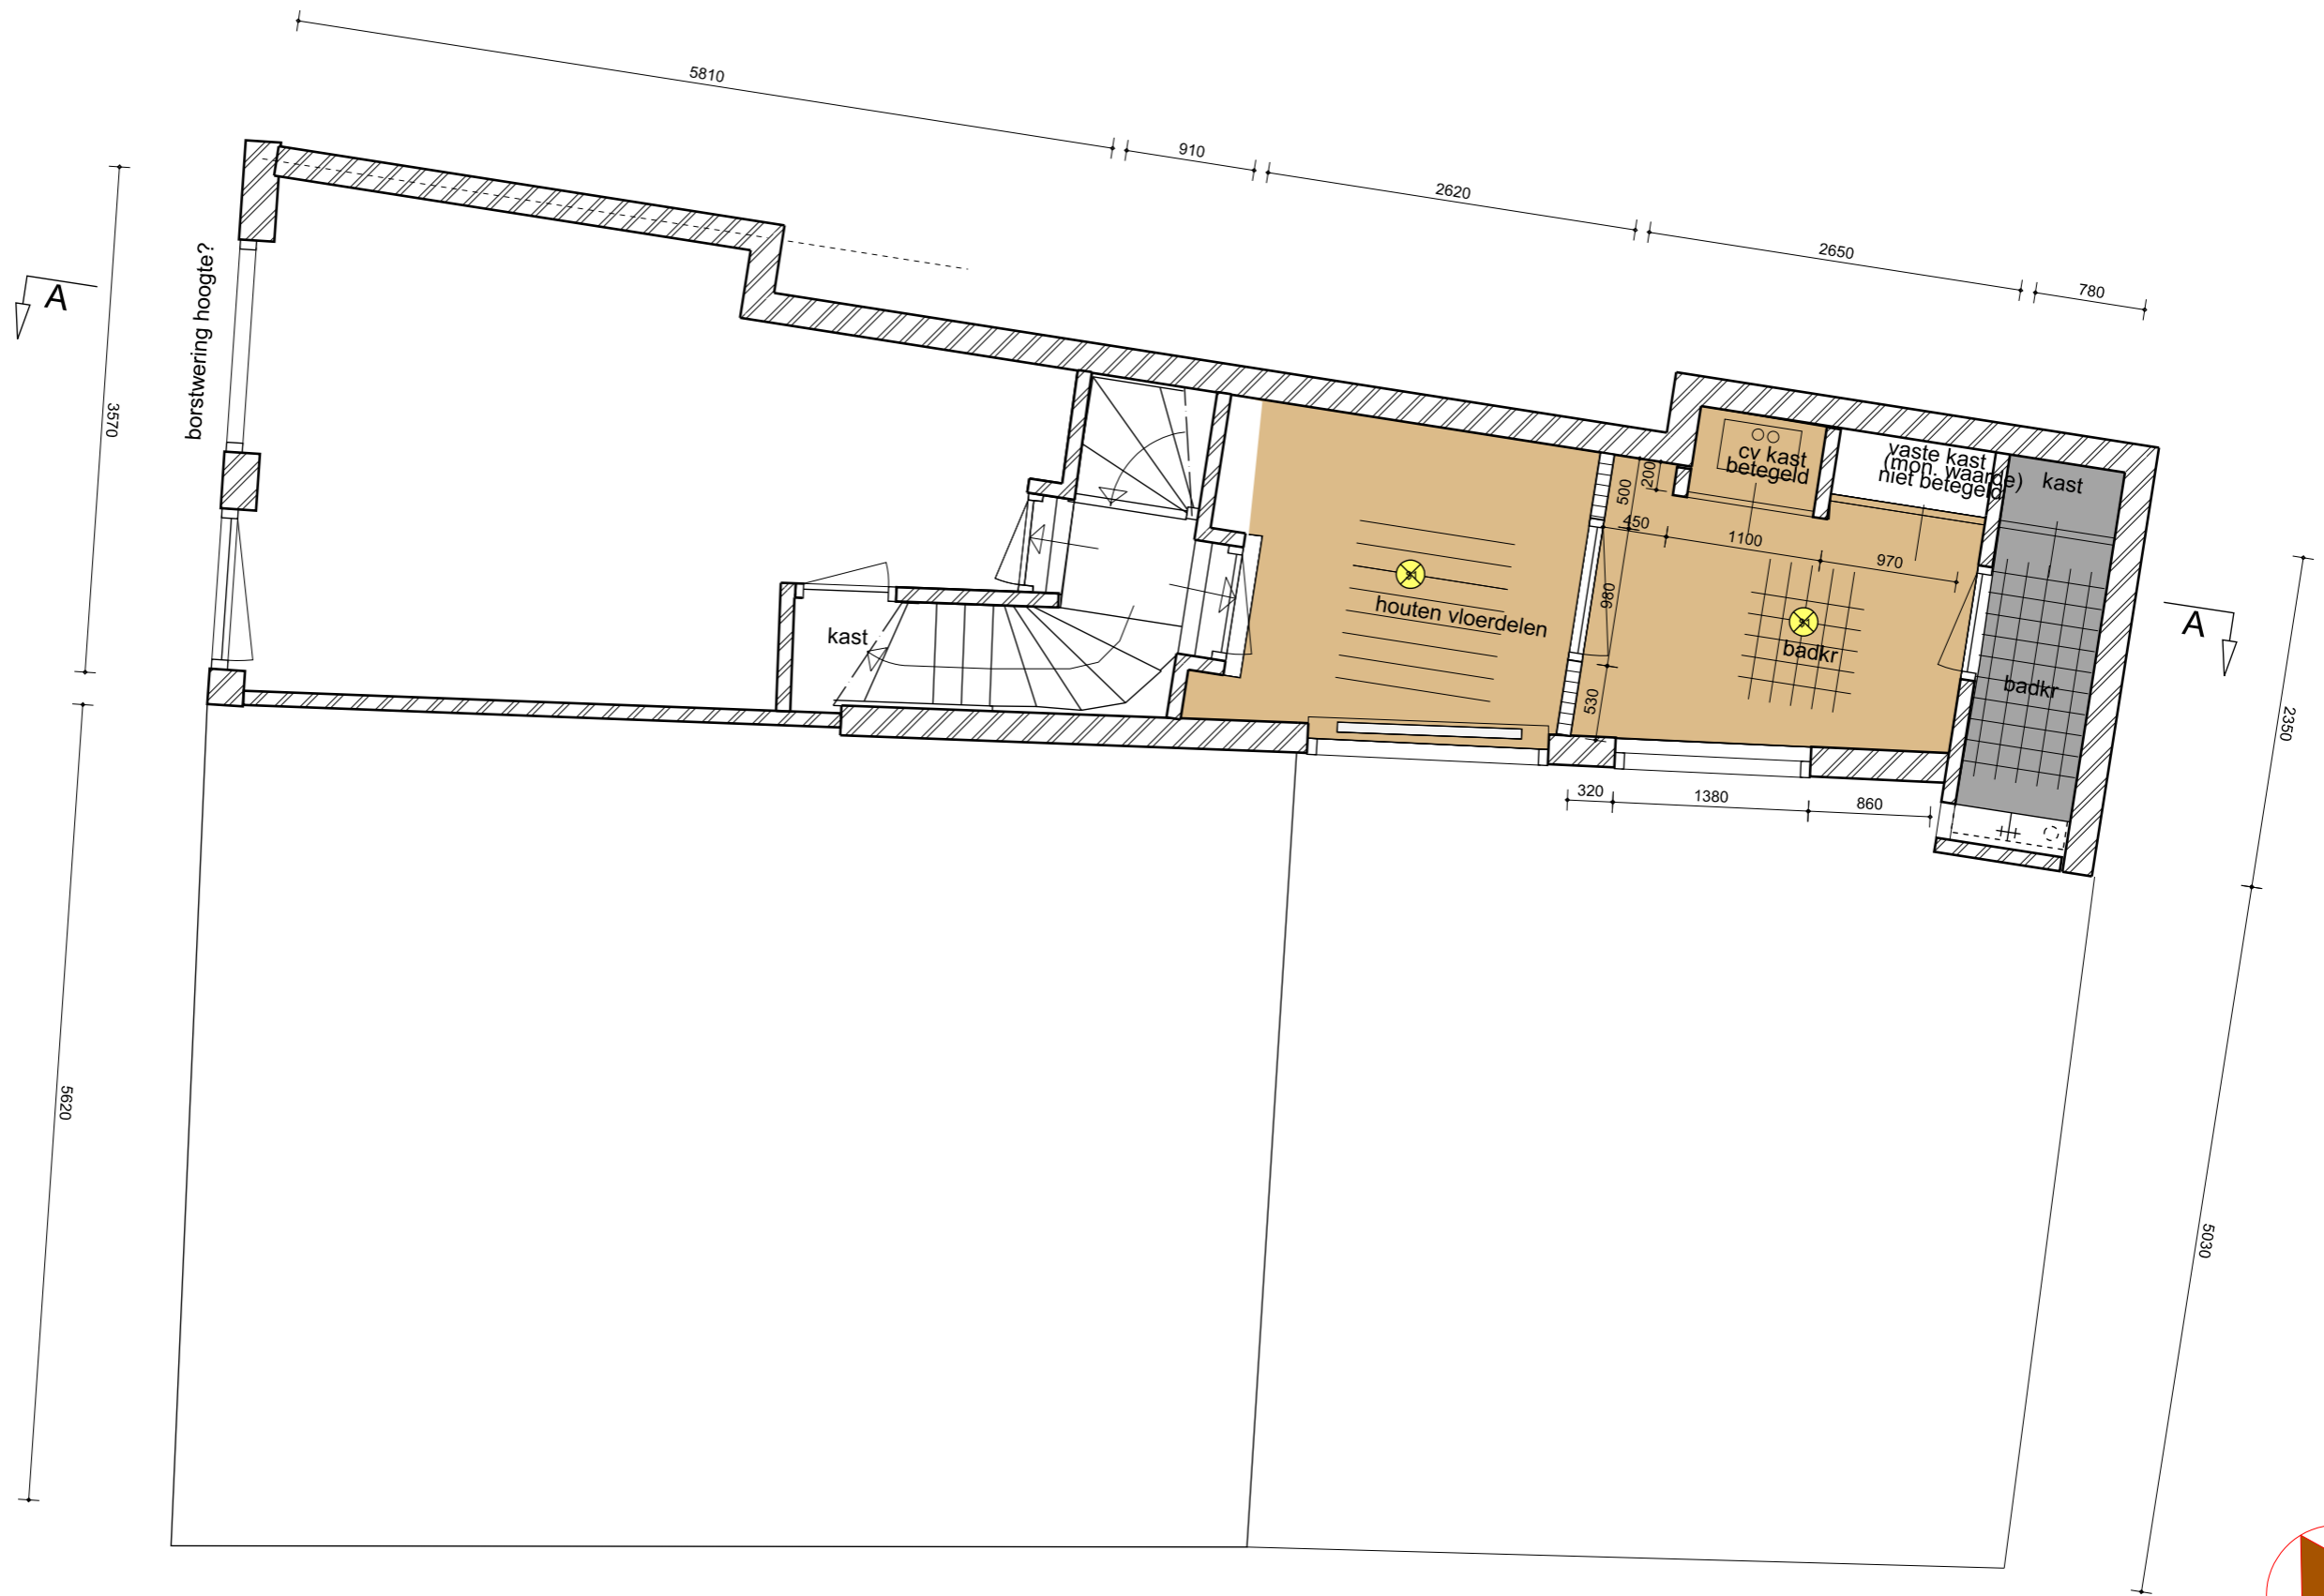 5810
910
2620
2650
780
A
borstwering hoogte?
3570
cv kast
betegeld
vaste kast
(mon. waarde)
niet betegeld
kast
200
500
450
1100
970
980
houten vloerdelen
badkr
kast
A
badkr
530
2350
320
1380
860
5620
5030